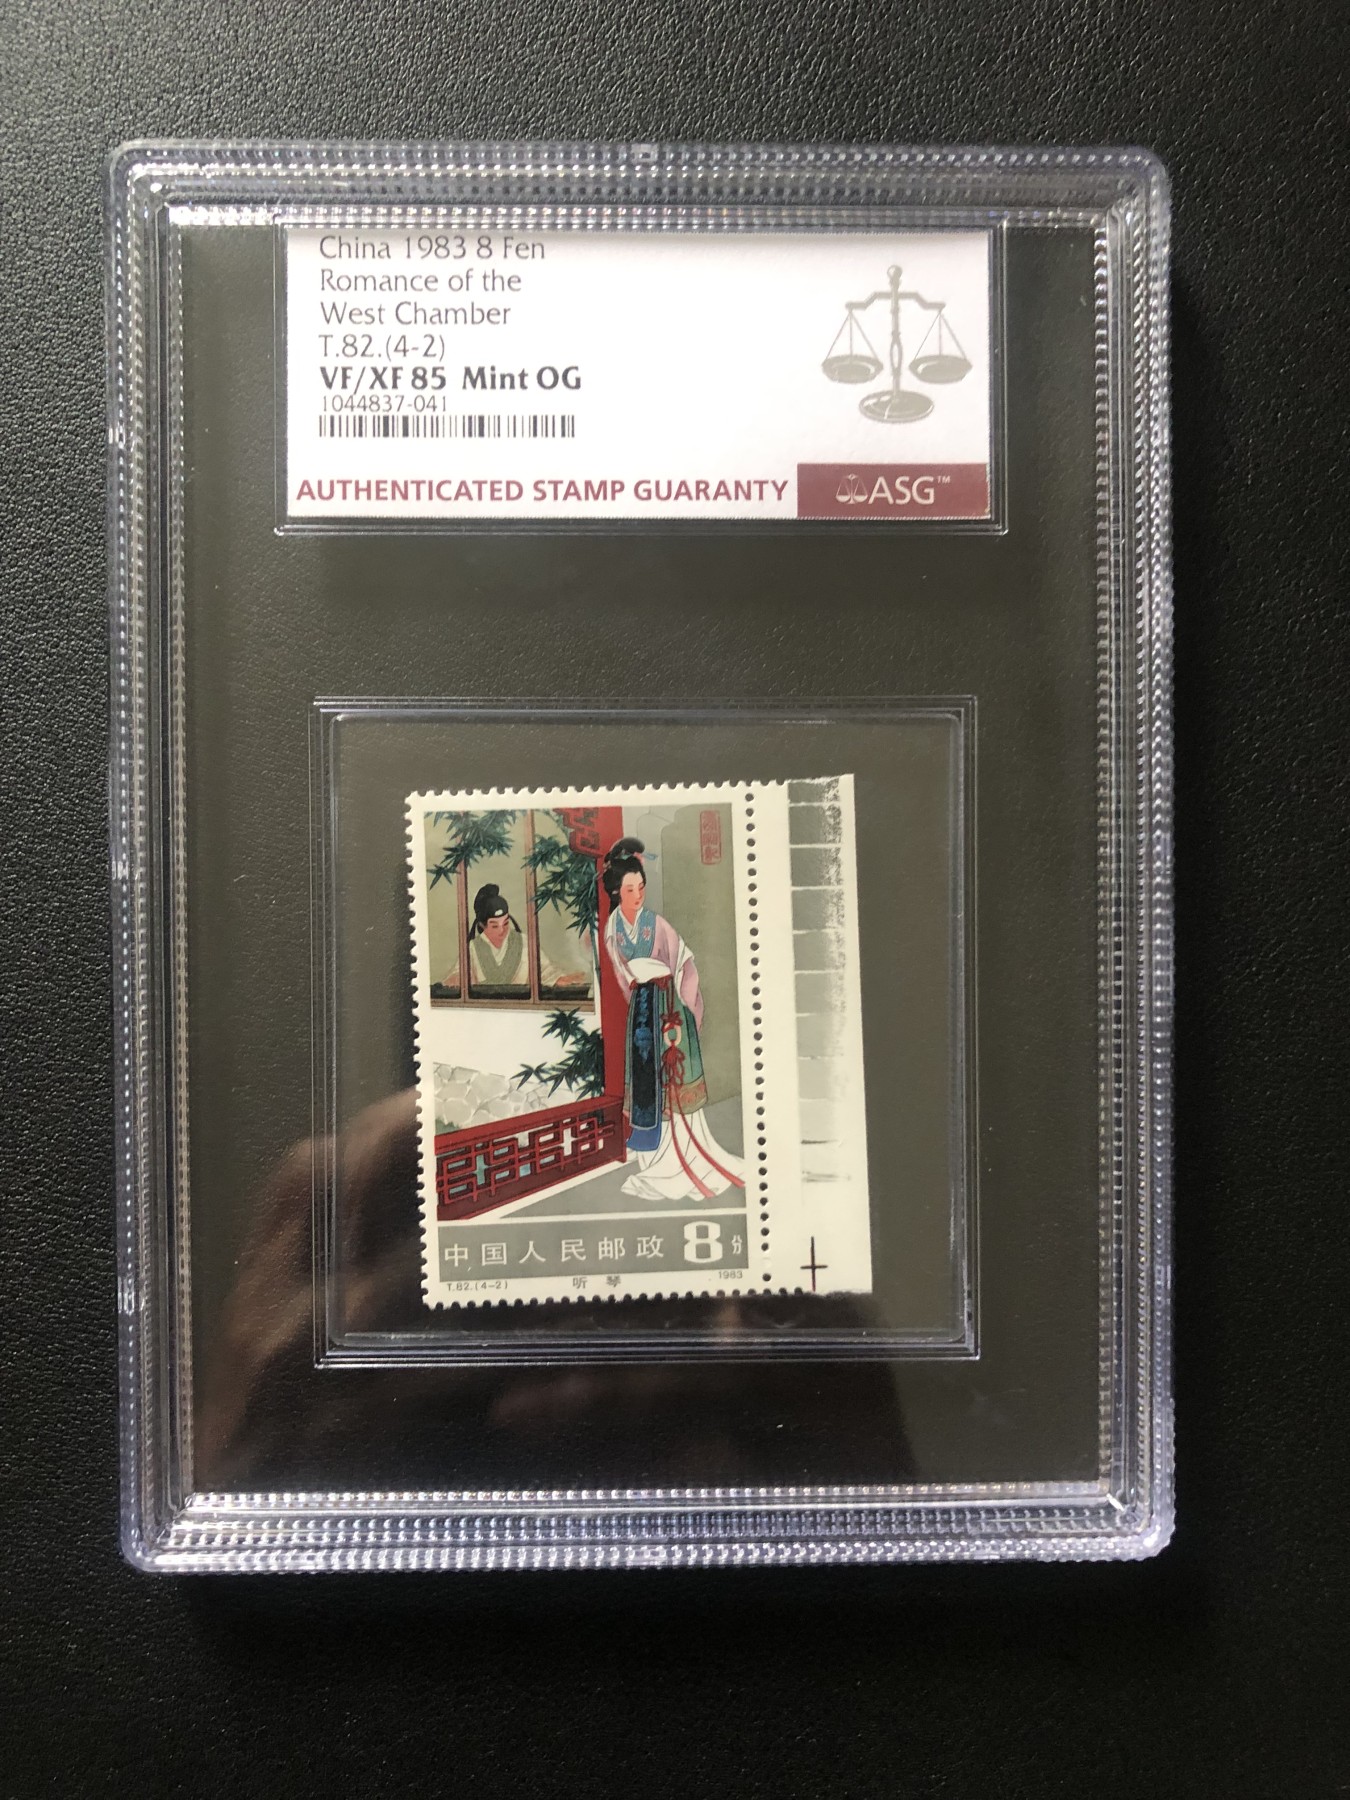 China 1983 8 Fen
Romance of the
West Chamber
T.82.(4-2)
VF/XF 85 Mint OG
1044837-041
AUTHENTICATED STAMP GUARANTY
ASG™
中国人民邮政 8分
T.82.(4-2) 听琴 1983